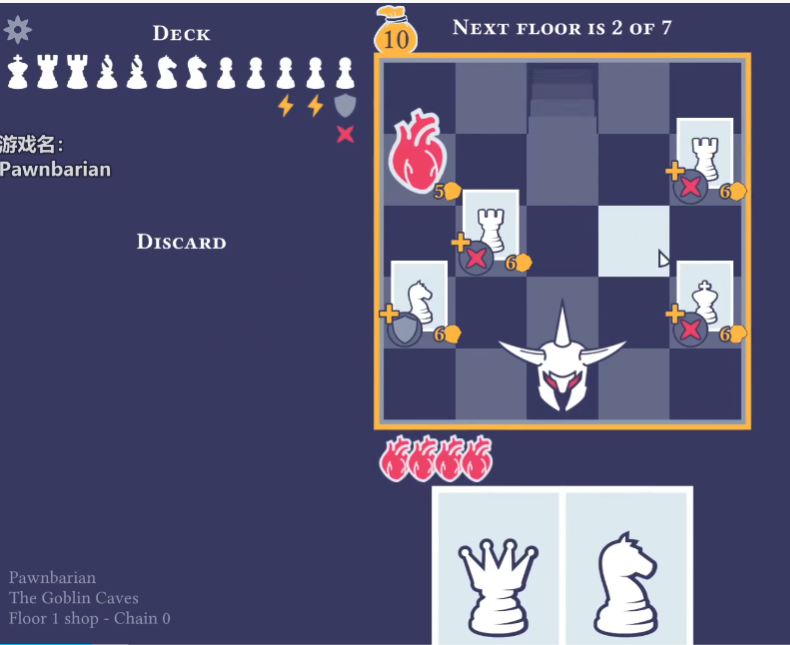 DECK
10
NEXT FLOOR IS 2 OF 7
游戏名：
Pawnbarian
5
6
6
DISCARD
6
6
Pawnbarian
The Goblin Caves
Floor 1 shop - Chain 0